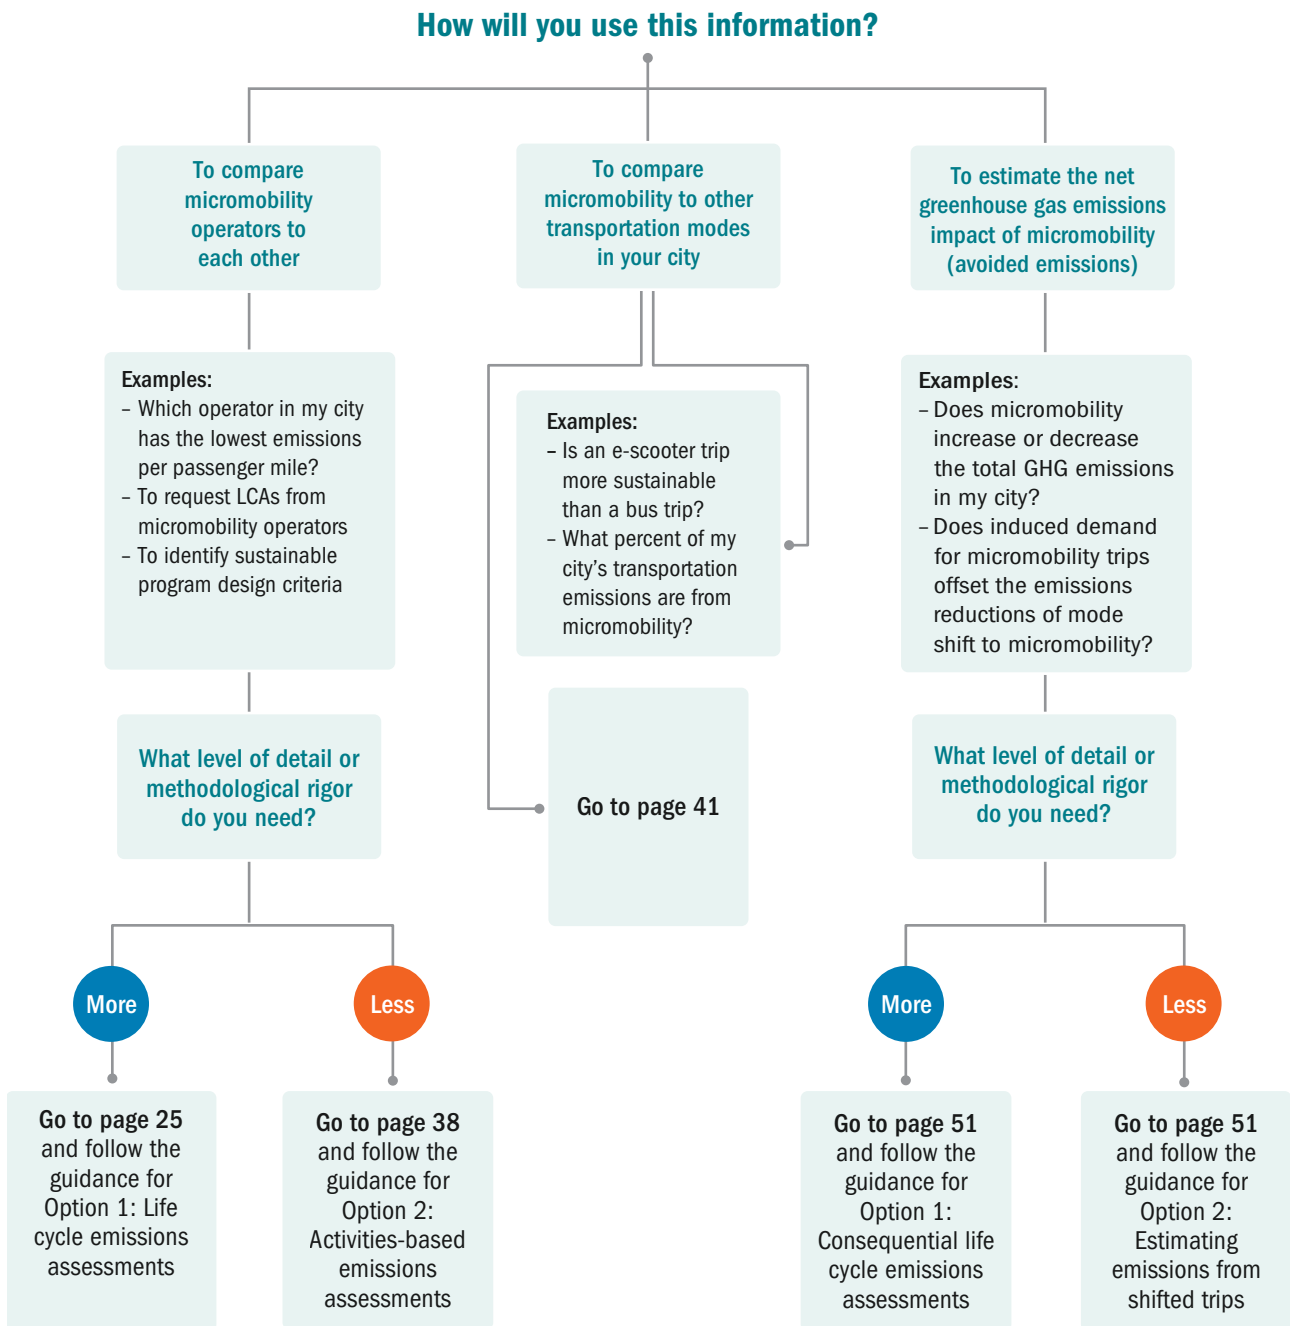 How will you use this information?
To compare
micromobility
operators to
each other
To compare
micromobility to other
transportation modes
in your city
To estimate the net
greenhouse gas emissions
impact of micromobility
(avoided emissions)
Examples:
– Which operator in my city
has the lowest emissions
per passenger mile?
– To request LCAs from
micromobility operators
– To identify sustainable
program design criteria
Examples:
– Is an e-scooter trip
more sustainable
than a bus trip?
– What percent of my
city's transportation
emissions are from
micromobility?
Examples:
– Does micromobility
increase or decrease
the total GHG emissions
in my city?
– Does induced demand
for micromobility trips
offset the emissions
reductions of mode
shift to micromobility?
What level of detail or
methodological rigor
do you need?
Go to page 41
What level of detail or
methodological rigor
do you need?
More
Less
More
Less
Go to page 25
and follow the
guidance for
Option 1: Life
cycle emissions
assessments
Go to page 38
and follow the
guidance for
Option 2:
Activities-based
emissions
assessments
Go to page 51
and follow the
guidance for
Option 1:
Consequential life
cycle emissions
assessments
Go to page 51
and follow the
guidance for
Option 2:
Estimating
emissions from
shifted trips